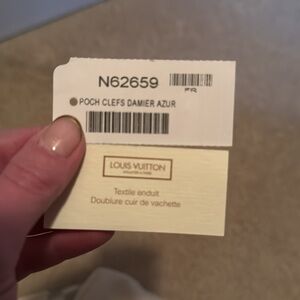 N62659
FR
POCH CLEFS DAMIER AZUR
LOUIS VUITTON
Textile enduit
Doublure cuir de vachette